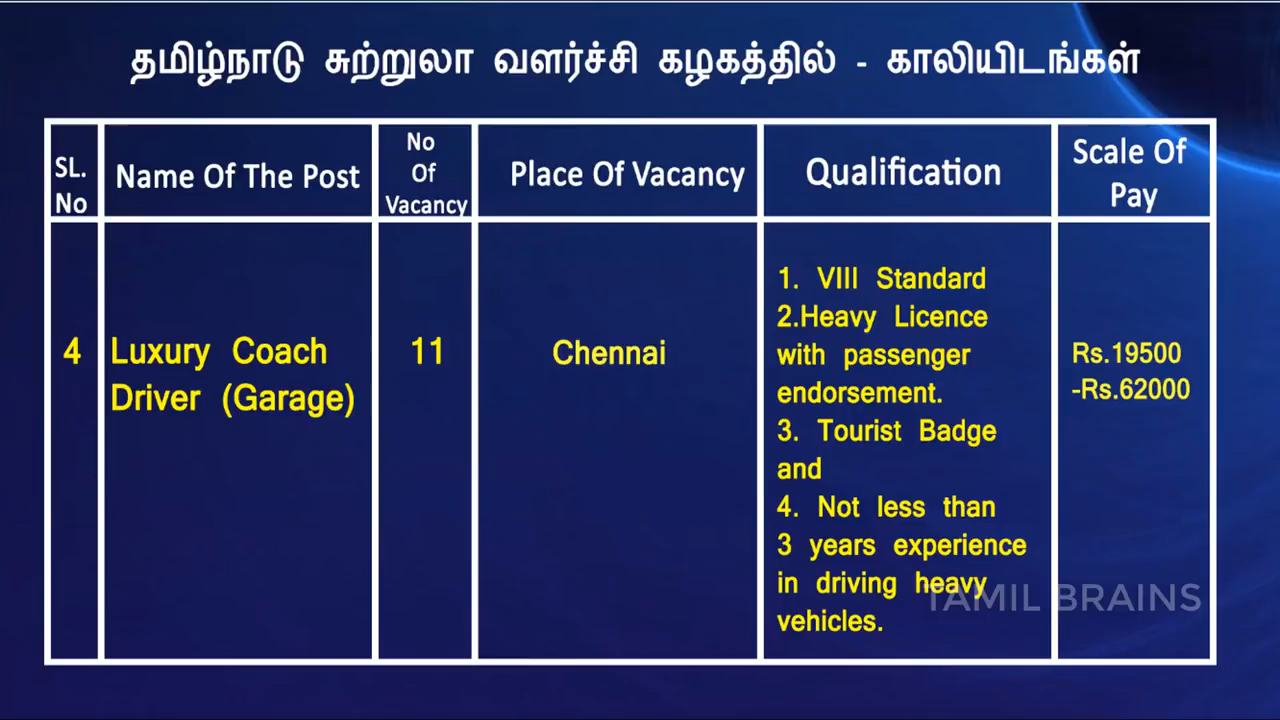 தமிழ்நாடு சுற்றுலா வளர்ச்சி கழகத்தில் - காலியிடங்கள்
SL.
No
Name Of The Post
No
Of
Vacancy
Place Of Vacancy
Qualification
Scale Of
Pay
4
Luxury Coach
Driver (Garage)
11
Chennai
1. VIII Standard
2.Heavy Licence
with passenger
endorsement.
3. Tourist Badge
and
4. Not less than
3 years experience
in driving heavy
vehicles.
Rs.19500
-Rs.62000
TAMIL BRAINS